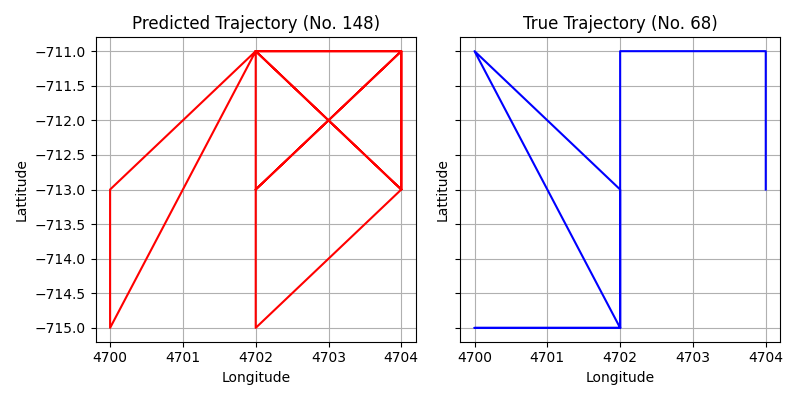 Predicted Trajectory (No. 148)
True Trajectory (No. 68)
Lattitude
−711.0
−711.5
−712.0
−712.5
−713.0
−713.5
−714.0
−714.5
−715.0
4700 4701 4702 4703 4704
Longitude
Lattitude
4700 4701 4702 4703 4704
Longitude